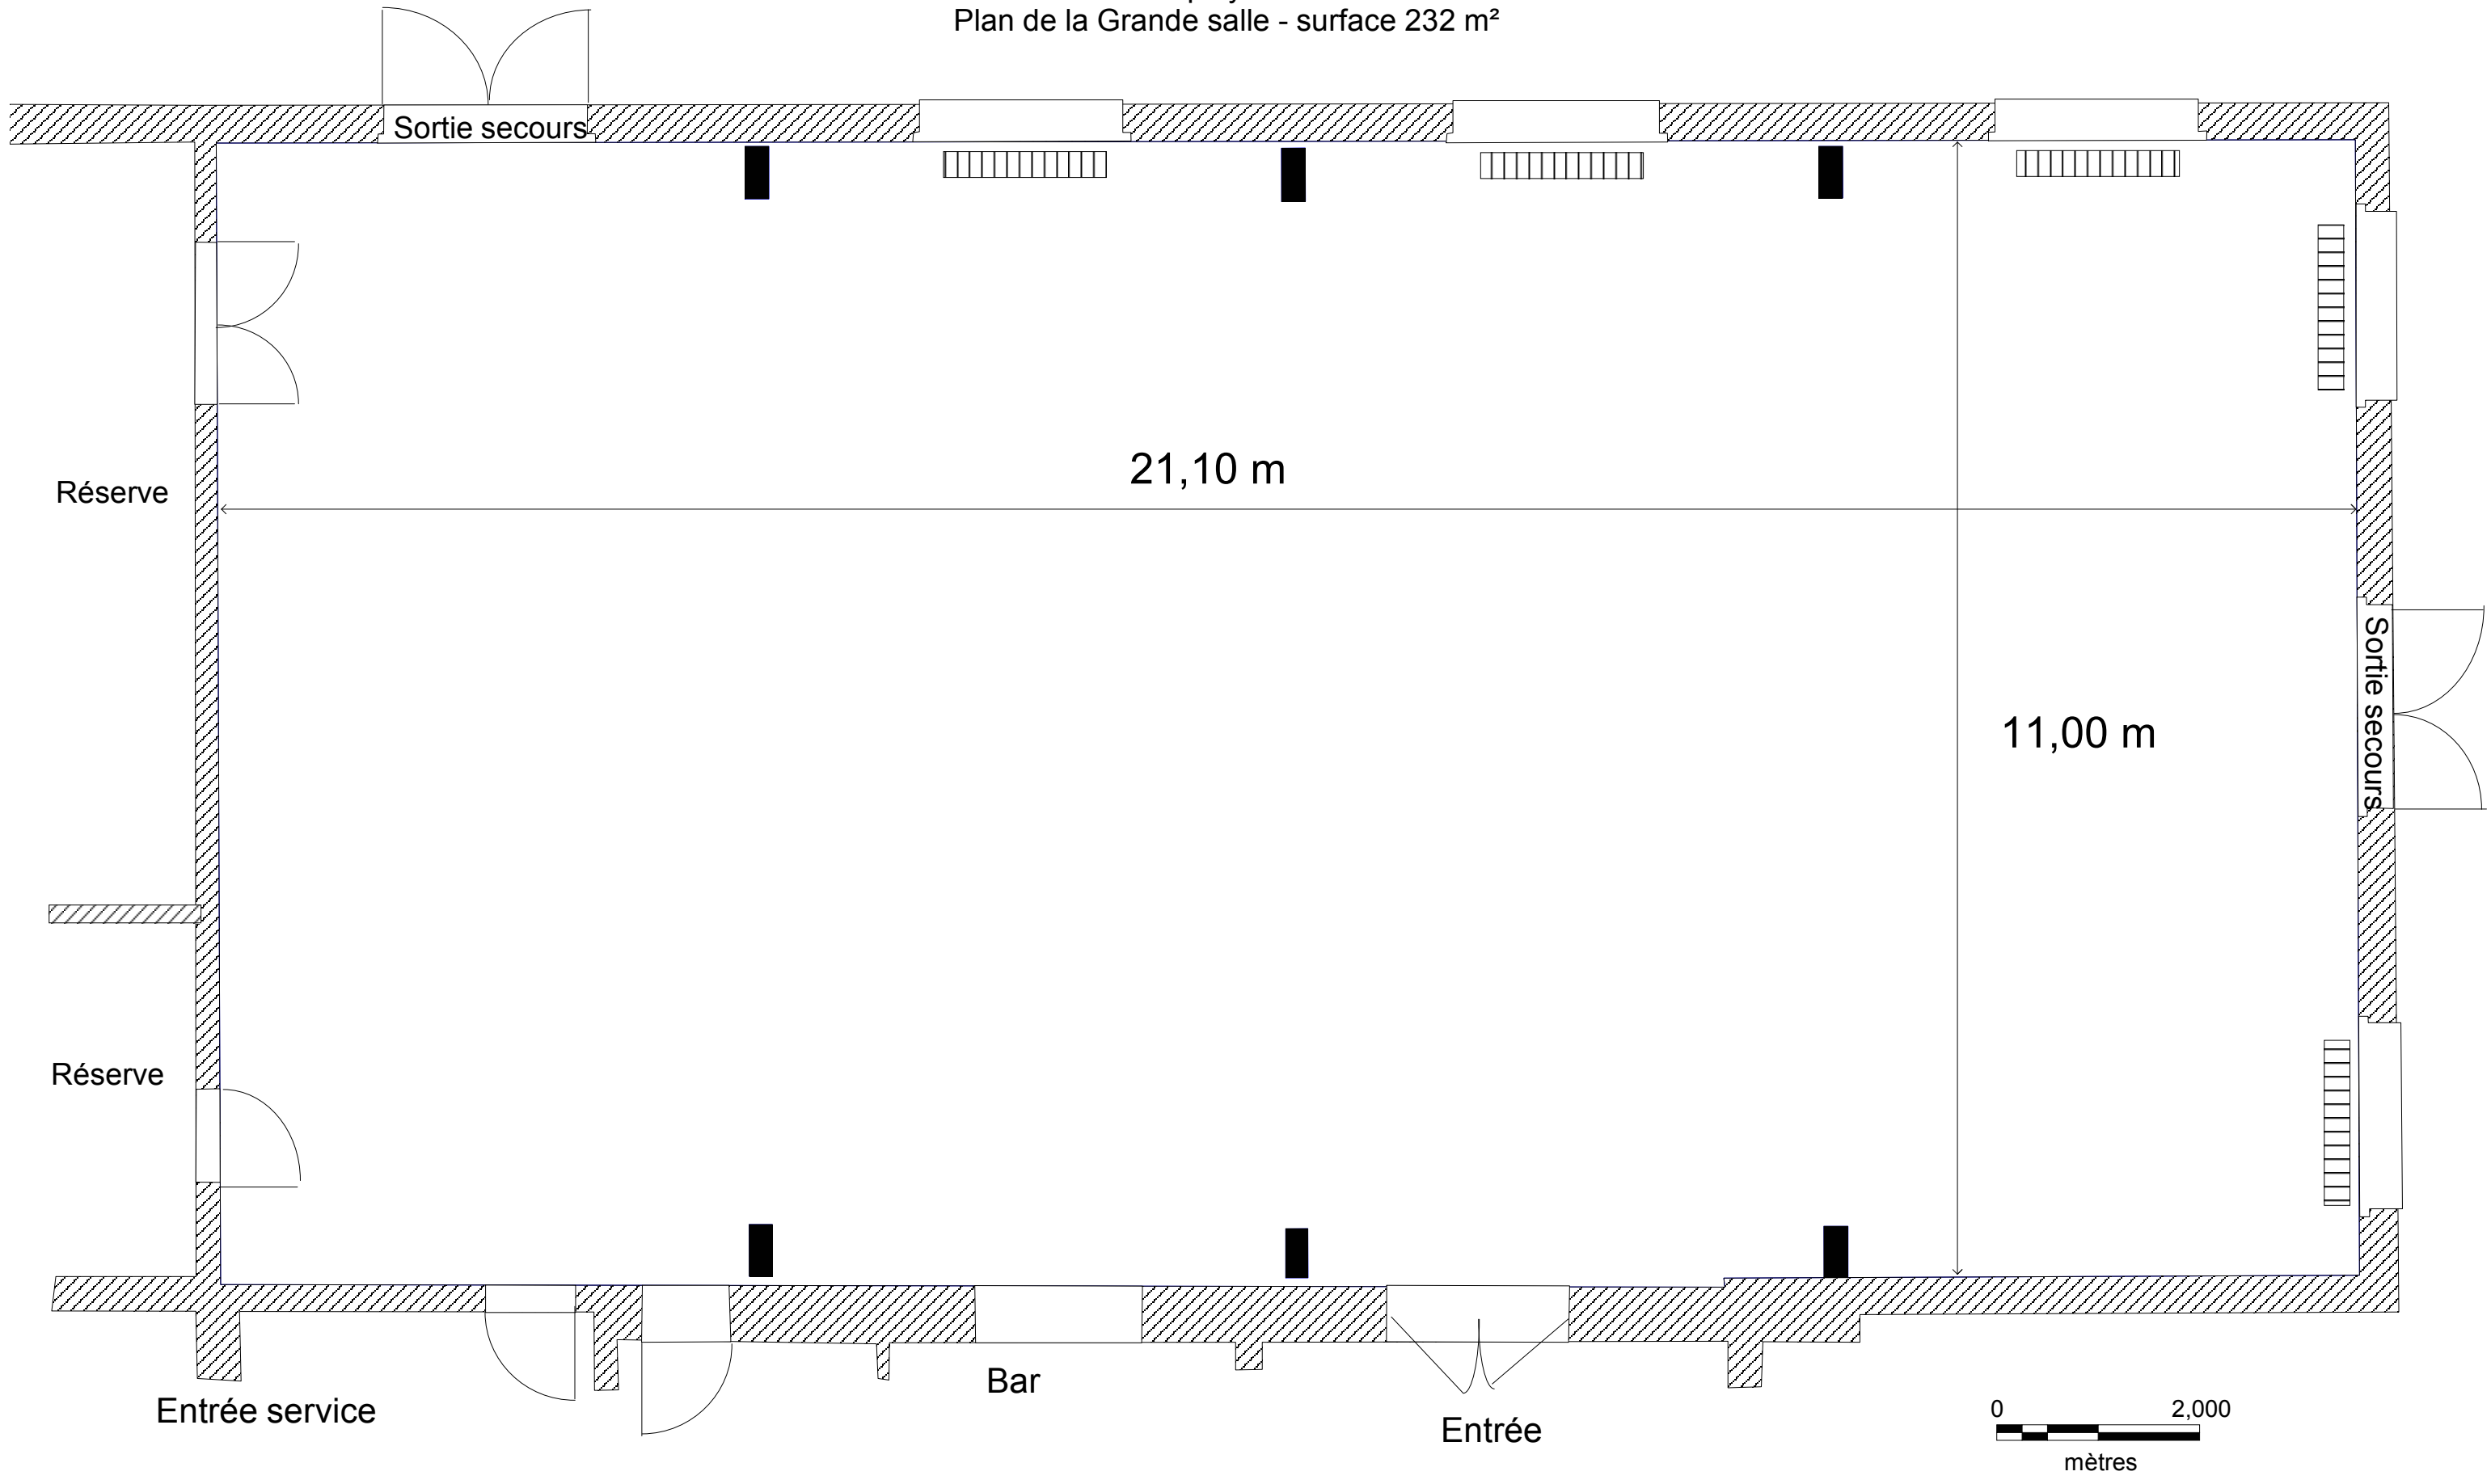 Plan de la Grande salle - surface 232 m²
Sortie secours
21,10 m
Réserve
Sortie secours
11,00 m
Réserve
Bar
Entrée service
Entrée
0 2,000
mètres